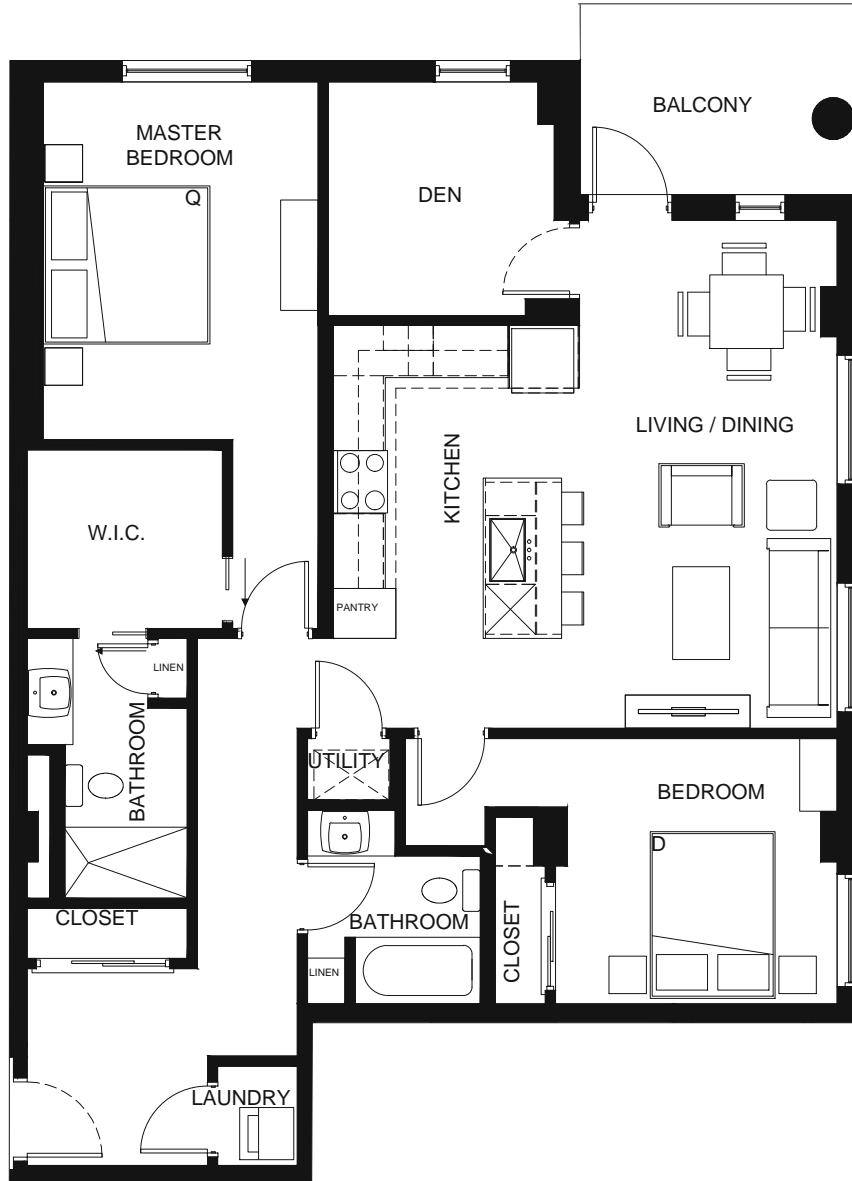 BALCONY
MASTER
BEDROOM
Q
DEN
LIVING / DINING
KITCHEN
W.I.C.
PANTRY
LINEN
BATHROOM
UTILITY
BEDROOM
D
CLOSET
BATHROOM
CLOSET
LINEN
LAUNDRY